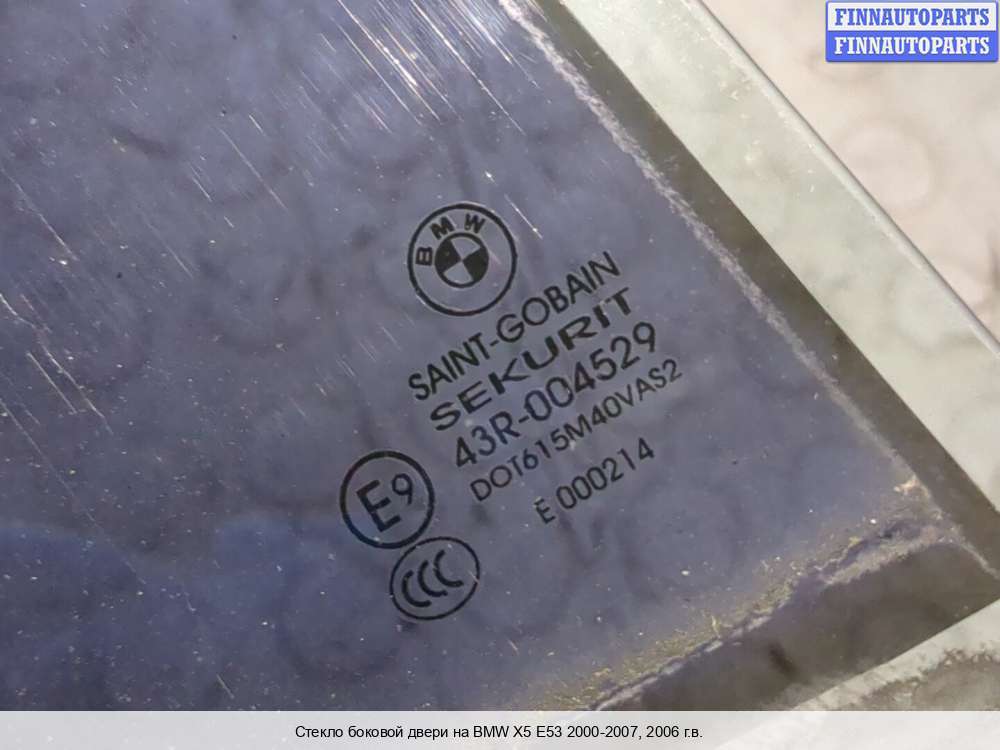 FINNAUTOPARTS
FINNAUTOPARTS
BMW
SAINT-GOBAIN
SEKURIT
43R-004529
DOT615M40VAS2
E 000214
E9
CCC
Стекло боковой двери на BMW X5 E53 2000-2007, 2006 г.в.